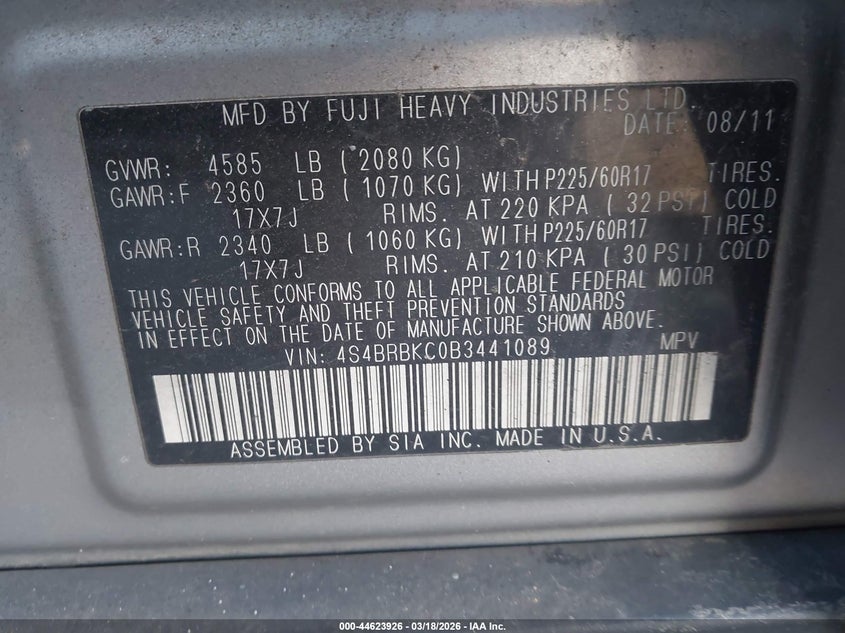 MFD BY FUJI HEAVY INDUSTRIES LTD.
DATE: 08/11
GVWR: 4585 LB (2080 KG)
GAWR:F 2360 LB (1070 KG) WITH P225/60R17 TIRES.
17X7J RIMS. AT 220 KPA (32 PSI) COLD
GAWR:R 2340 LB (1060 KG) WITH P225/60R17 TIRES.
17X7J RIMS. AT 210 KPA (30 PSI) COLD
THIS VEHICLE CONFORMS TO ALL APPLICABLE FEDERAL MOTOR
VEHICLE SAFETY AND THEFT PREVENTION STANDARDS
IN EFFECT ON THE DATE OF MANUFACTURE SHOWN ABOVE.
VIN: 4S4BRBKC0B3441089 MPV
ASSEMBLED BY SIA INC. MADE IN U.S.A.
000-44623926 - 03/18/2026 - IAA Inc.